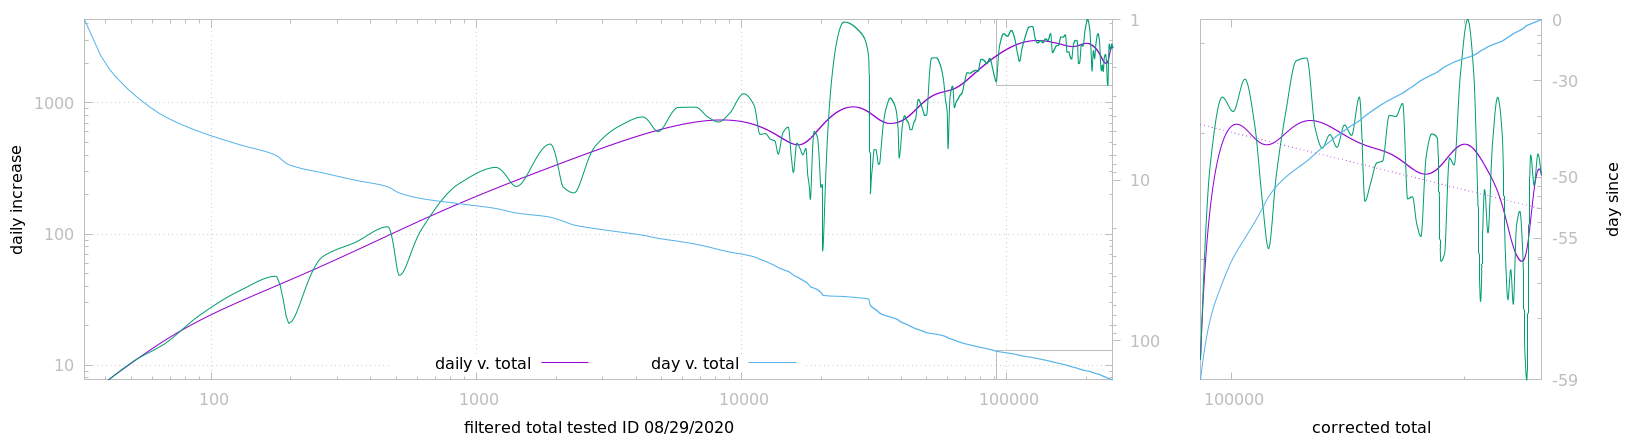 daily increase
1000
100
10
100
1000
10000
100000
1
10
100
daily v. total
day v. total
filtered total tested ID 08/29/2020
0
-30
-50
-55
-59
day since
100000
corrected total